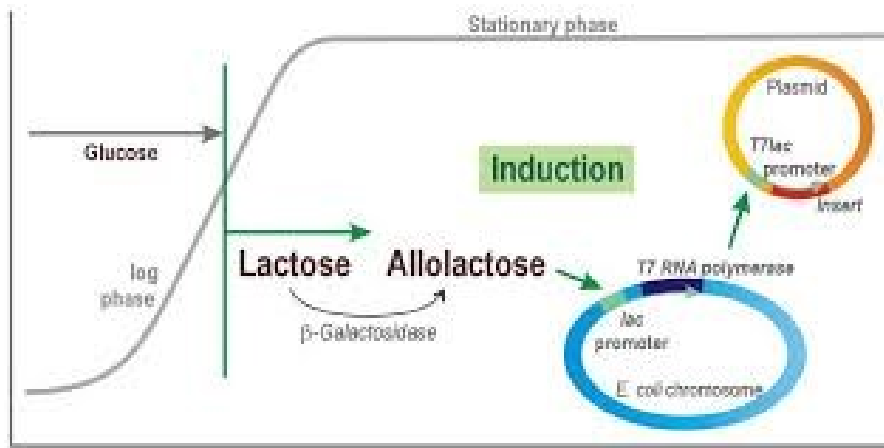 Stationary phase
Plasmid
Glucose
T7lac
promoter
Insert
Induction
log
phase
Lactose
Allolactose
T7 RNA polymerase
β-Galactosidase
lac
promoter
E. coli chromosome